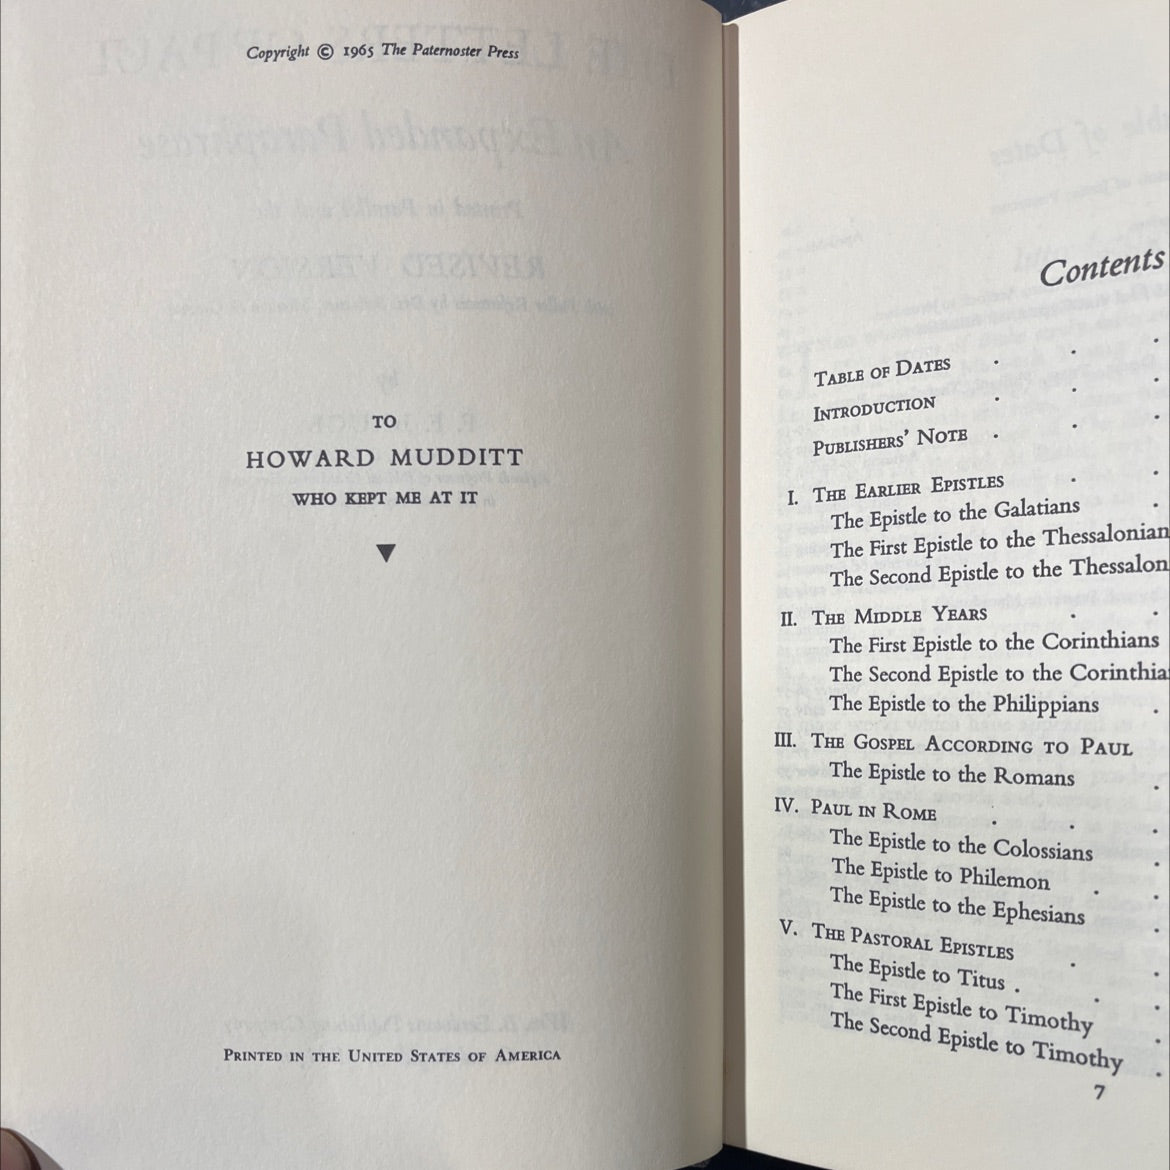 Copyright © 1965 The Paternoster Press
TO
HOWARD MUDDITT
WHO KEPT ME AT IT
PRINTED IN THE UNITED STATES OF AMERICA
Contents
TABLE OF DATES . . .
INTRODUCTION . . .
PUBLISHERS' NOTE . . .
I. THE EARLIER EPISTLES . .
The Epistle to the Galatians .
The First Epistle to the Thessalonian
The Second Epistle to the Thessalon
II. THE MIDDLE YEARS . .
The First Epistle to the Corinthians
The Second Epistle to the Corinthia
The Epistle to the Philippians .
III. THE GOSPEL ACCORDING TO PAUL
The Epistle to the Romans .
IV. PAUL IN ROME . . .
The Epistle to the Colossians .
The Epistle to Philemon . .
The Epistle to the Ephesians .
V. THE PASTORAL EPISTLES . .
The Epistle to Titus . . .
The First Epistle to Timothy .
The Second Epistle to Timothy .
7